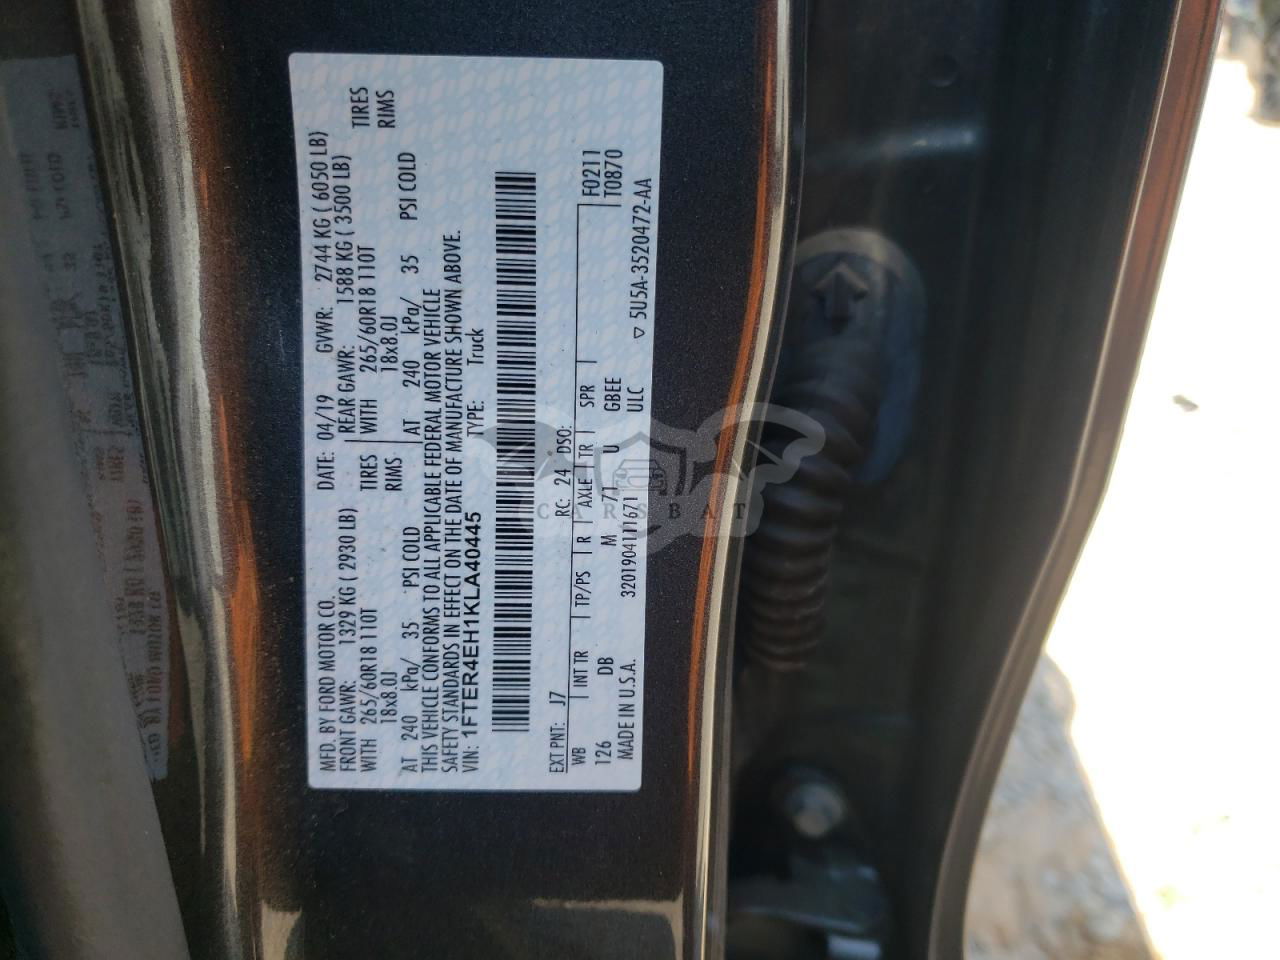 MFD. BY FORD MOTOR CO.
DATE: 04/19 GVWR: 2744 KG ( 6050 LB)
FRONT GAWR: 1329 KG ( 2930 LB) REAR GAWR: 1588 KG ( 3500 LB)
WITH 265/60R18 110T TIRES WITH 265/60R18 110T TIRES
18x8.0J RIMS 18x8.0J RIMS
AT 240 kPa/ 35 PSI COLD AT 240 kPa/ 35 PSI COLD
THIS VEHICLE CONFORMS TO ALL APPLICABLE FEDERAL MOTOR VEHICLE
SAFETY STANDARDS IN EFFECT ON THE DATE OF MANUFACTURE SHOWN ABOVE.
VIN: 1FTER4EH1KLA40445 TYPE: Truck
EXT PNT: J7 RC: 24 DSO:
WB INT TR TP/PS R AXLE TR SPR F0211
126 DB M 71 U GBEE T0870
MADE IN U.S.A. 3201904111671 ULC
▽ 5U5A-3520472-AA
CARSBAT